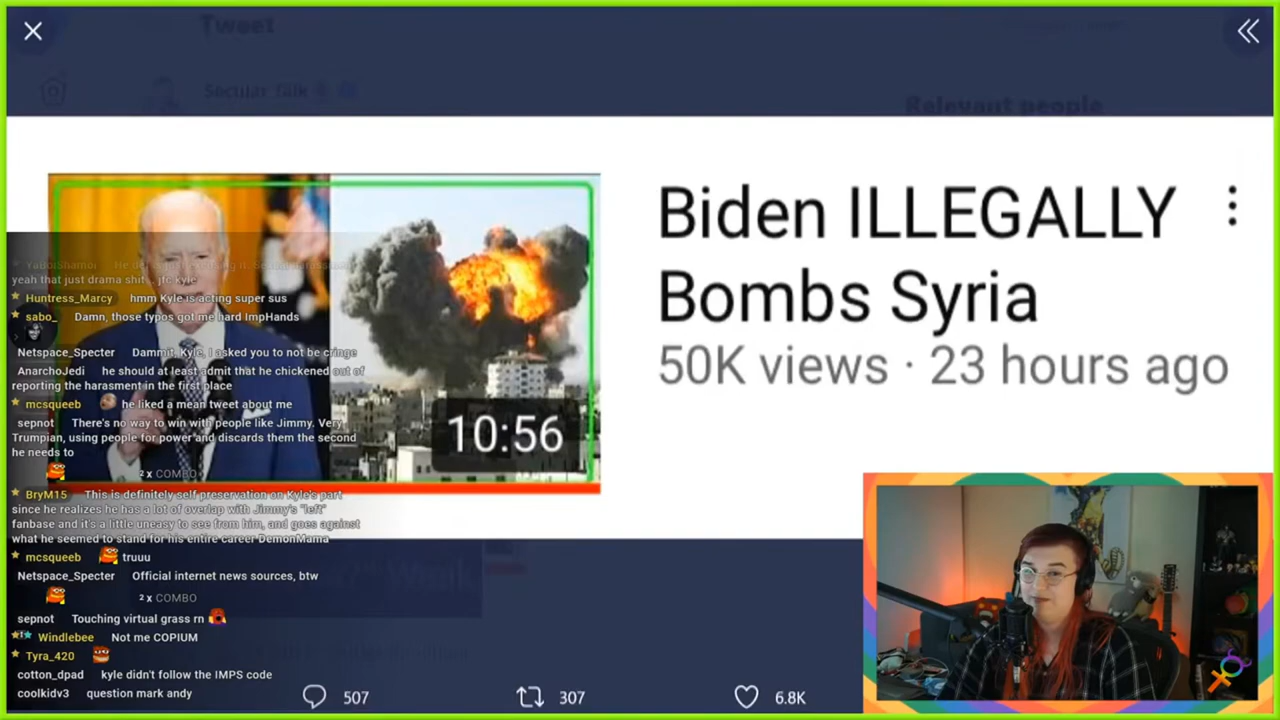 Tweet
Secular Talk
Relevant people
Biden ILLEGALLY
Bombs Syria
50K views · 23 hours ago
10:56
yeah that just drama shit .. jfc kyle
Huntress_Marcy hmm Kyle is acting super sus
sabo_ Damn, those typos got me hard ImpHands
Netspace_Specter Dammit, Kyle, I asked you to not be cringe
AnarchoJedi he should at least admit that he chickened out of
reporting the harasment in the first place
mcsqueeb he liked a mean tweet about me
sepnot There's no way to win with people like Jimmy. Very
Trumpian, using people for power and discards them the second
he needs to
2 x COMBO
BryM15 This is definitely self preservation on Kyle's part
since he realizes he has a lot of overlap with Jimmy's "left"
fanbase and it's a little uneasy to see from him, and goes against
what he seemed to stand for his entire career DemonMama
mcsqueeb truuu
Netspace_Specter Official internet news sources, btw
2 x COMBO
sepnot Touching virtual grass rn
Windlebee Not me COPIUM
Tyra_420
cotton_dpad kyle didn't follow the IMPS code
coolkidv3 question mark andy
507 307 6.8K